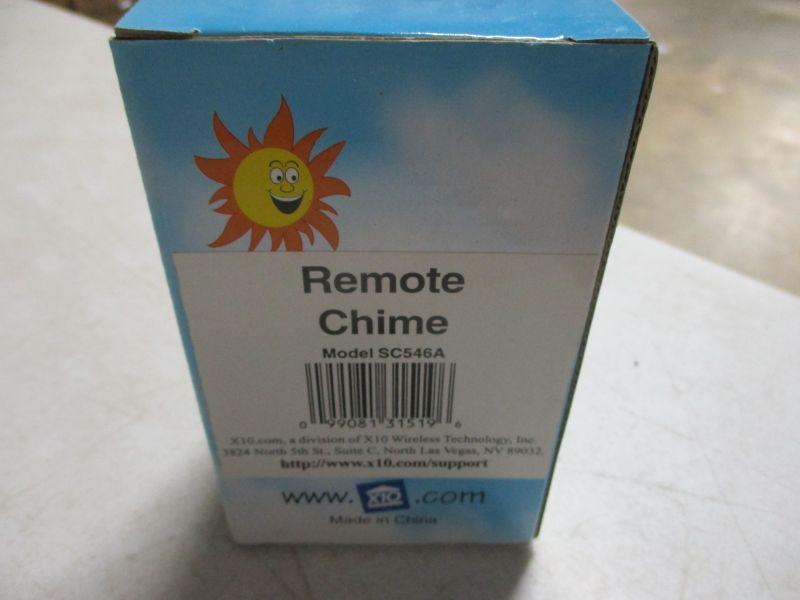 Remote
Chime
Model SC546A
0 99081 31519 6
X10.com, a division of X10 Wireless Technology, Inc.
3824 North 5th St., Suite C, North Las Vegas, NV 89032.
http://www.x10.com/support
www.X10.com
Made in China